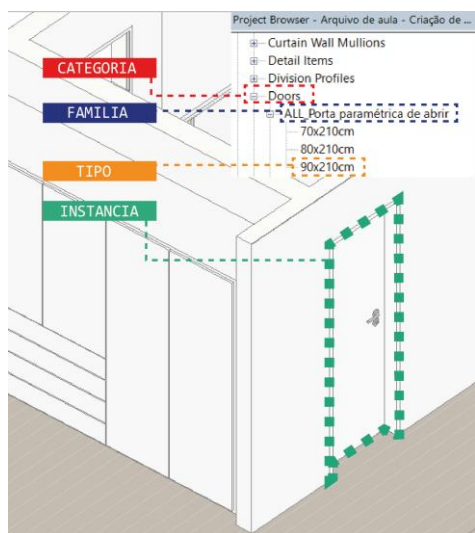 Project Browser - Arquivo de aula - Criação de ...
Curtain Wall Mullions
Detail Items
CATEGORIA
Division Profiles
Doors
FAMILIA
ALL_Porta paramétrica de abrir
70x210cm
80x210cm
TIPO
90x210cm
INSTANCIA